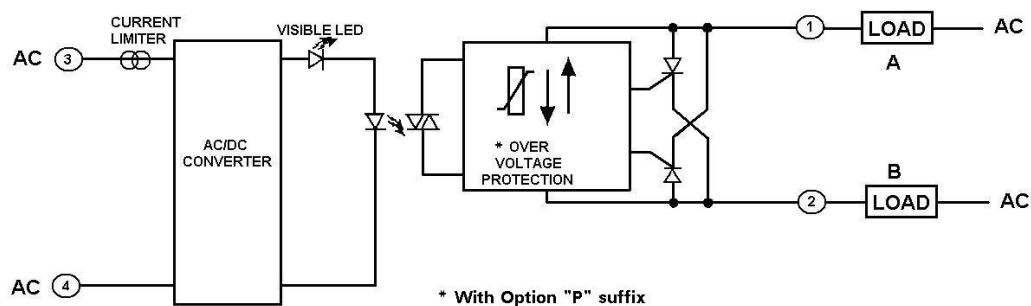 CURRENT
LIMITER
VISIBLE LED
AC 3
AC/DC
CONVERTER
* OVER
VOLTAGE
PROTECTION
1
LOAD
AC
A
B
2
LOAD
AC
AC 4
* With Option "P" suffix